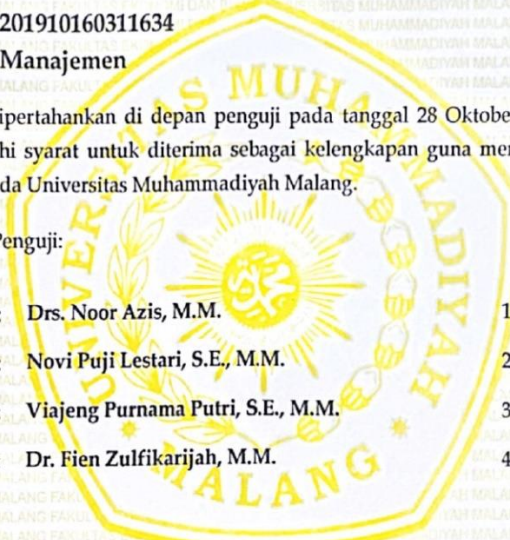 201910160311634
Manajemen
ipertahankan di depan penguji pada tanggal 28 Oktobe
hi syarat untuk diterima sebagai kelengkapan guna men
da Universitas Muhammadiyah Malang.
Penguji:
: Drs. Noor Azis, M.M. 1
: Novi Puji Lestari, S.E., M.M. 2
: Viajeng Purnama Putri, S.E., M.M. 3
Dr. Fien Zulfikarijah, M.M. 4
UNIVERSITAS MUHAMMADIYAH
MALANG